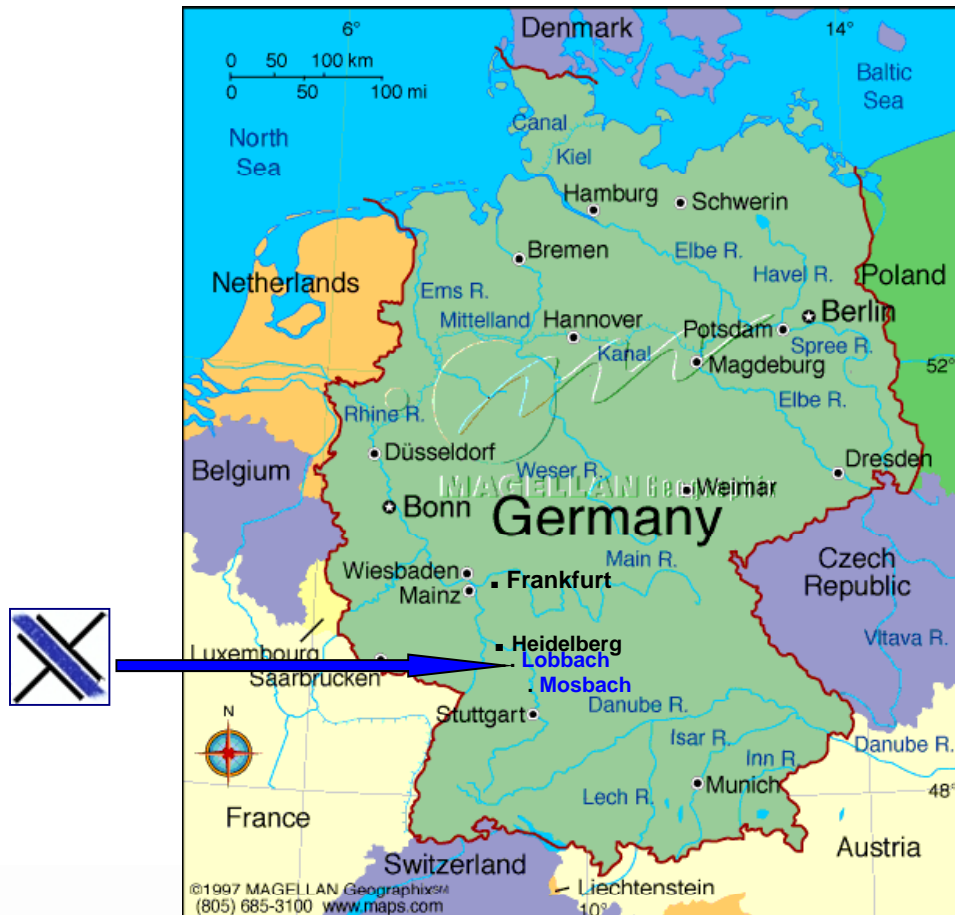 6°
14°
Denmark
0 50 100 km
0 50 100 mi
Baltic
Sea
North
Sea
Canal
Kiel
Hamburg
Schwerin
Bremen
Elbe R.
Havel R.
Poland
Netherlands
Ems R.
Mittelland
Hannover
Berlin
Potsdam
Spree R.
Kanal
Magdeburg
52°
Elbe R.
Rhine R.
Düsseldorf
Belgium
Weser R.
Dresden
MAGELLAN Geographix
Weimar
Bonn
Germany
Main R.
Czech
Republic
Wiesbaden
Frankfurt
Mainz
Heidelberg
Vltava R.
Luxembourg
Lobbach
Saarbrucken
Mosbach
Danube R.
N
Stuttgart
Isar R.
Danube R.
Inn R.
Munich
Lech R.
48°
France
Austria
Switzerland
©1997 MAGELLAN Geographix℠
Liechtenstein
(805) 685-3100 www.maps.com
10°